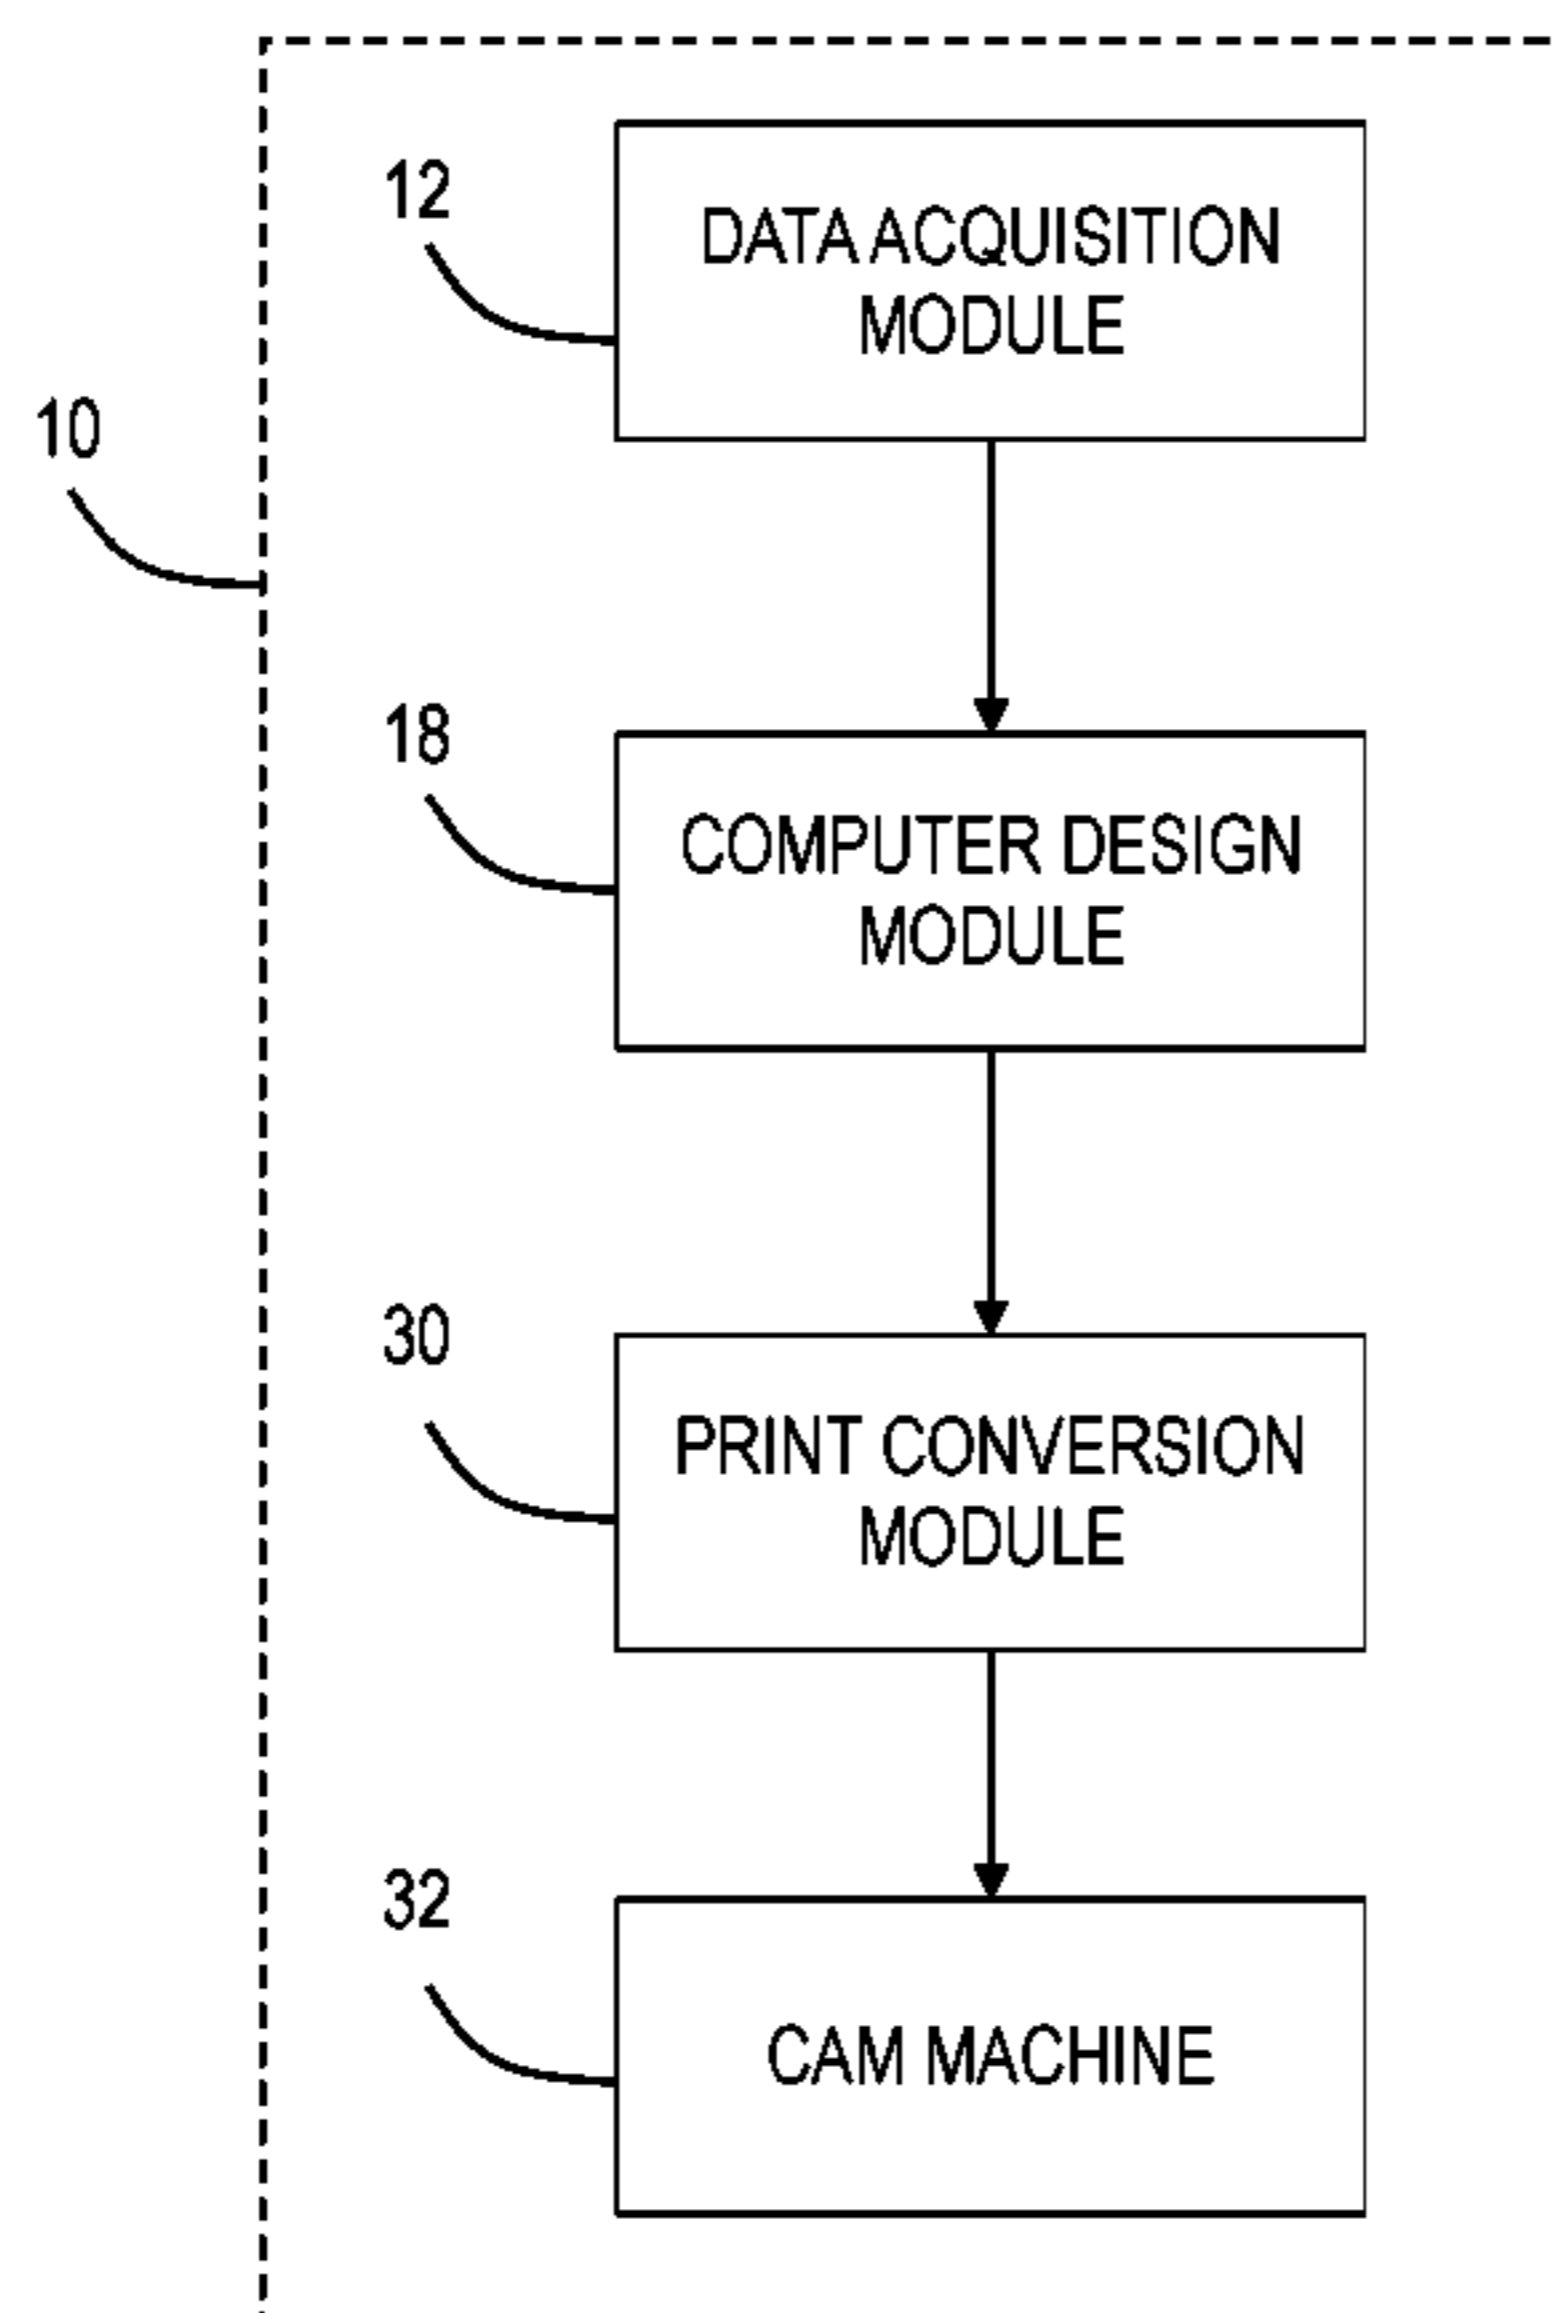 12
DATA ACQUISITION
MODULE
10
18
COMPUTER DESIGN
MODULE
30
PRINT CONVERSION
MODULE
32
CAM MACHINE